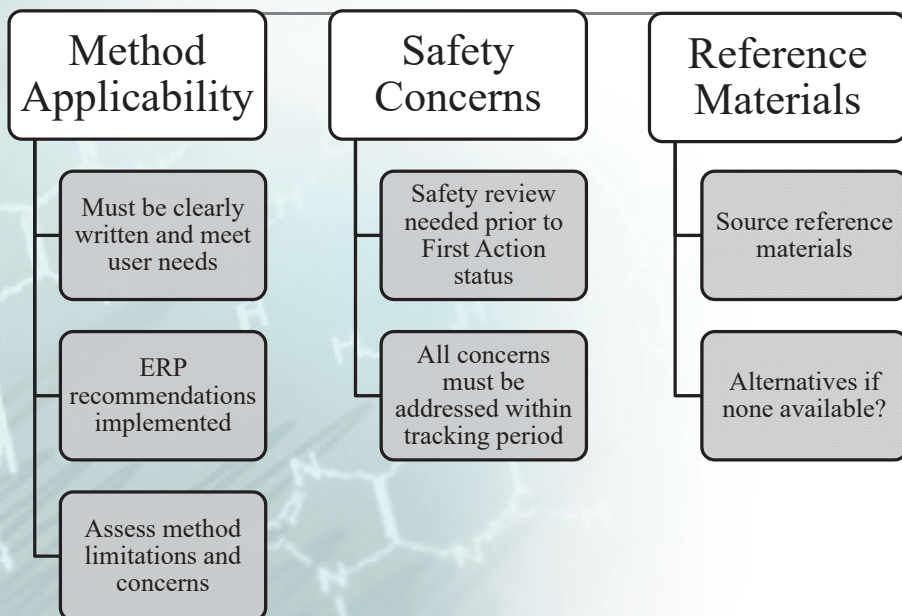 Method
Applicability
Must be clearly
written and meet
user needs
ERP
recommendations
implemented
Assess method
limitations and
concerns
Safety
Concerns
Safety review
needed prior to
First Action
status
All concerns
must be
addressed within
tracking period
Reference
Materials
Source reference
materials
Alternatives if
none available?